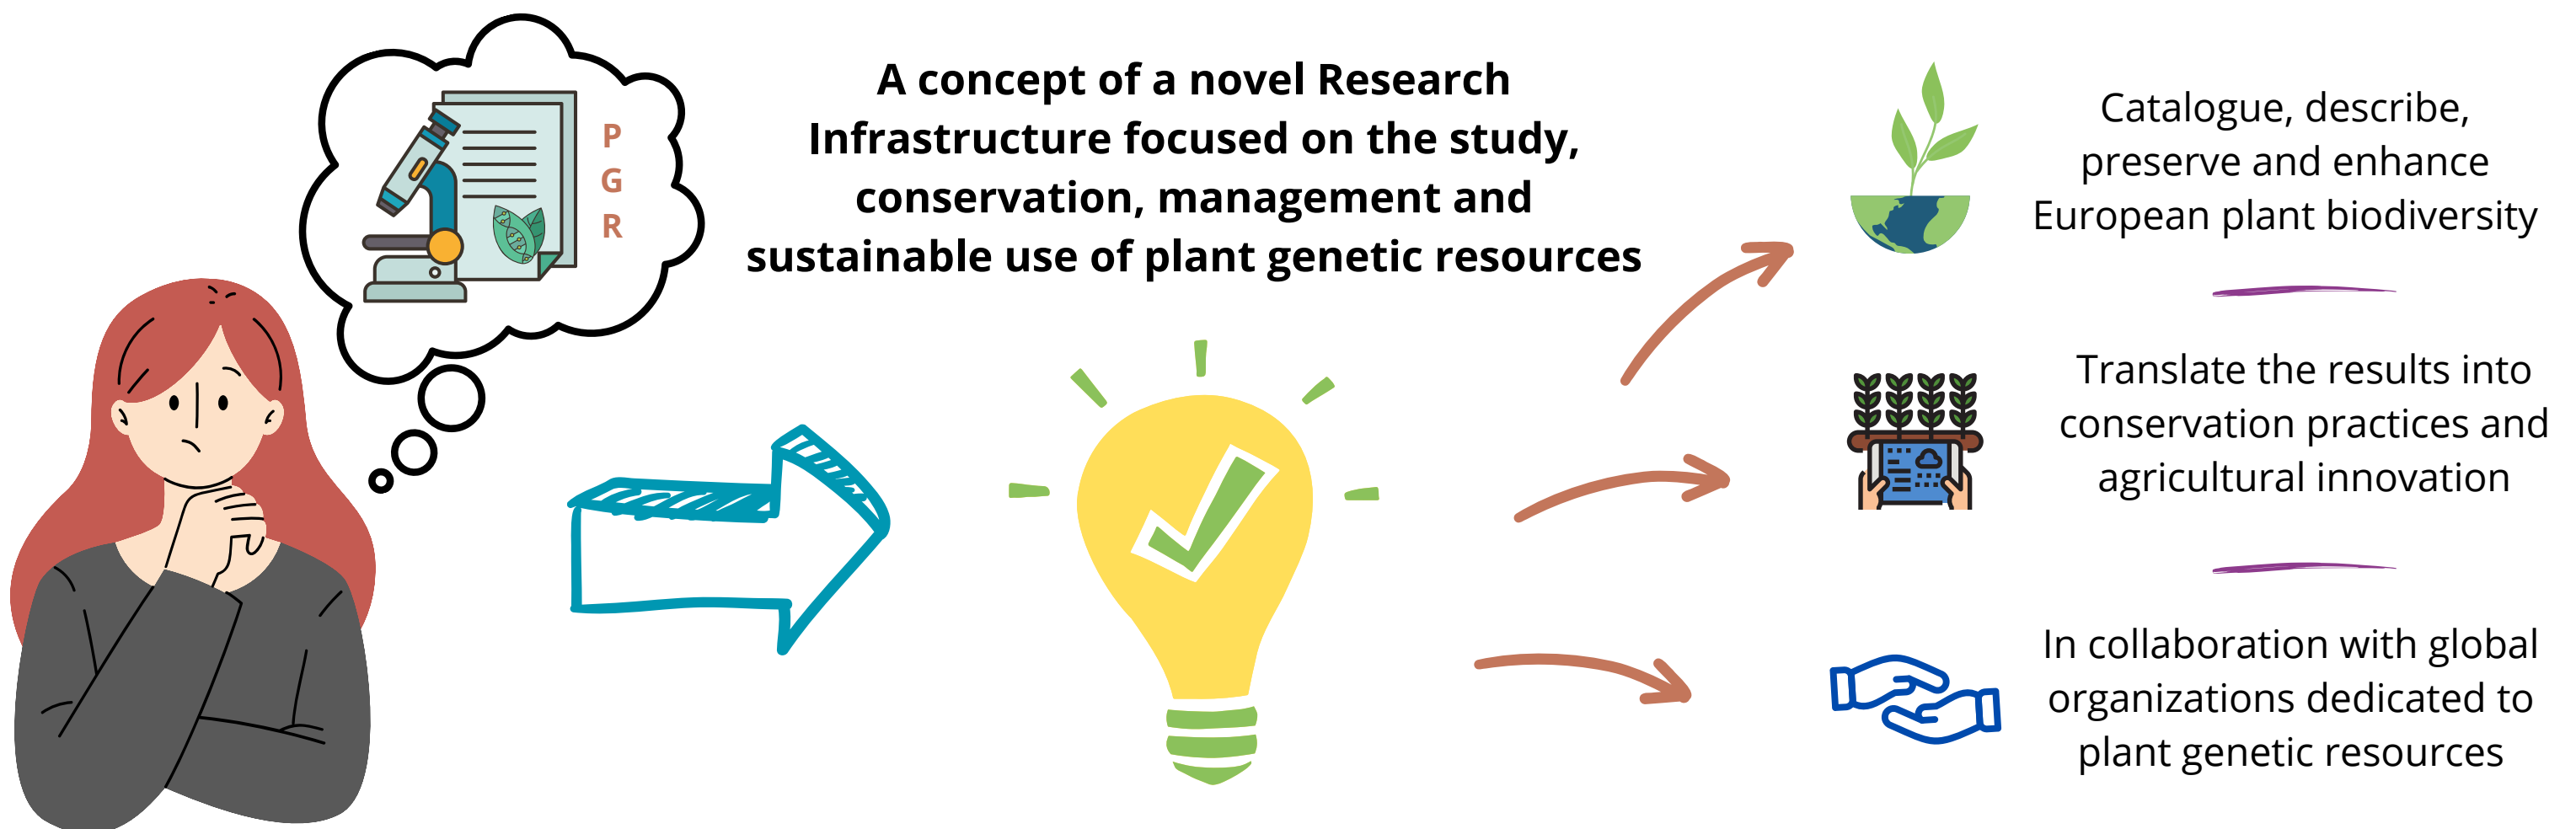 P
G
R
A concept of a novel Research
Infrastructure focused on the study,
conservation, management and
sustainable use of plant genetic resources
Catalogue, describe,
preserve and enhance
European plant biodiversity
Translate the results into
conservation practices and
agricultural innovation
In collaboration with global
organizations dedicated to
plant genetic resources